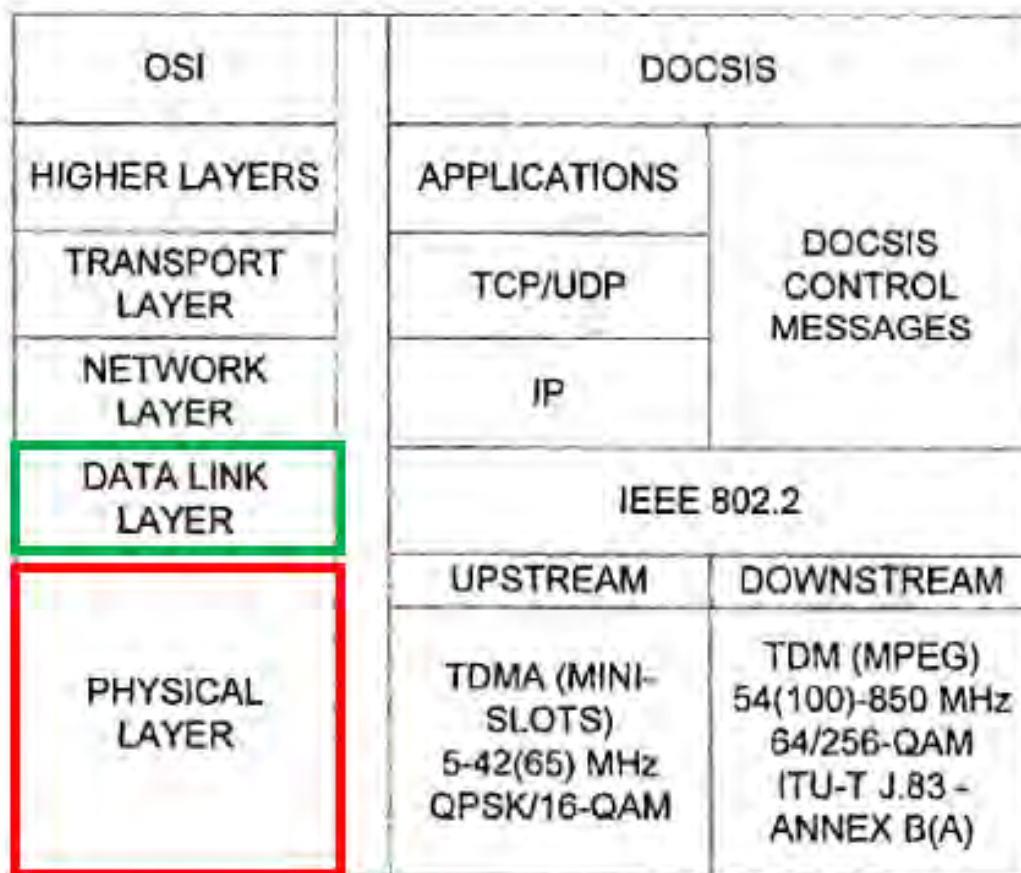 OSI
DOCSIS
HIGHER LAYERS
APPLICATIONS
DOCSIS
CONTROL
MESSAGES
TRANSPORT
LAYER
TCP/UDP
NETWORK
LAYER
IP
DATA LINK
LAYER
IEEE 802.2
PHYSICAL
LAYER
UPSTREAM
DOWNSTREAM
TDMA (MINI-
SLOTS)
5-42(65) MHz
QPSK/16-QAM
TDM (MPEG)
54(100)-850 MHz
64/256-QAM
ITU-T J.83 -
ANNEX B(A)